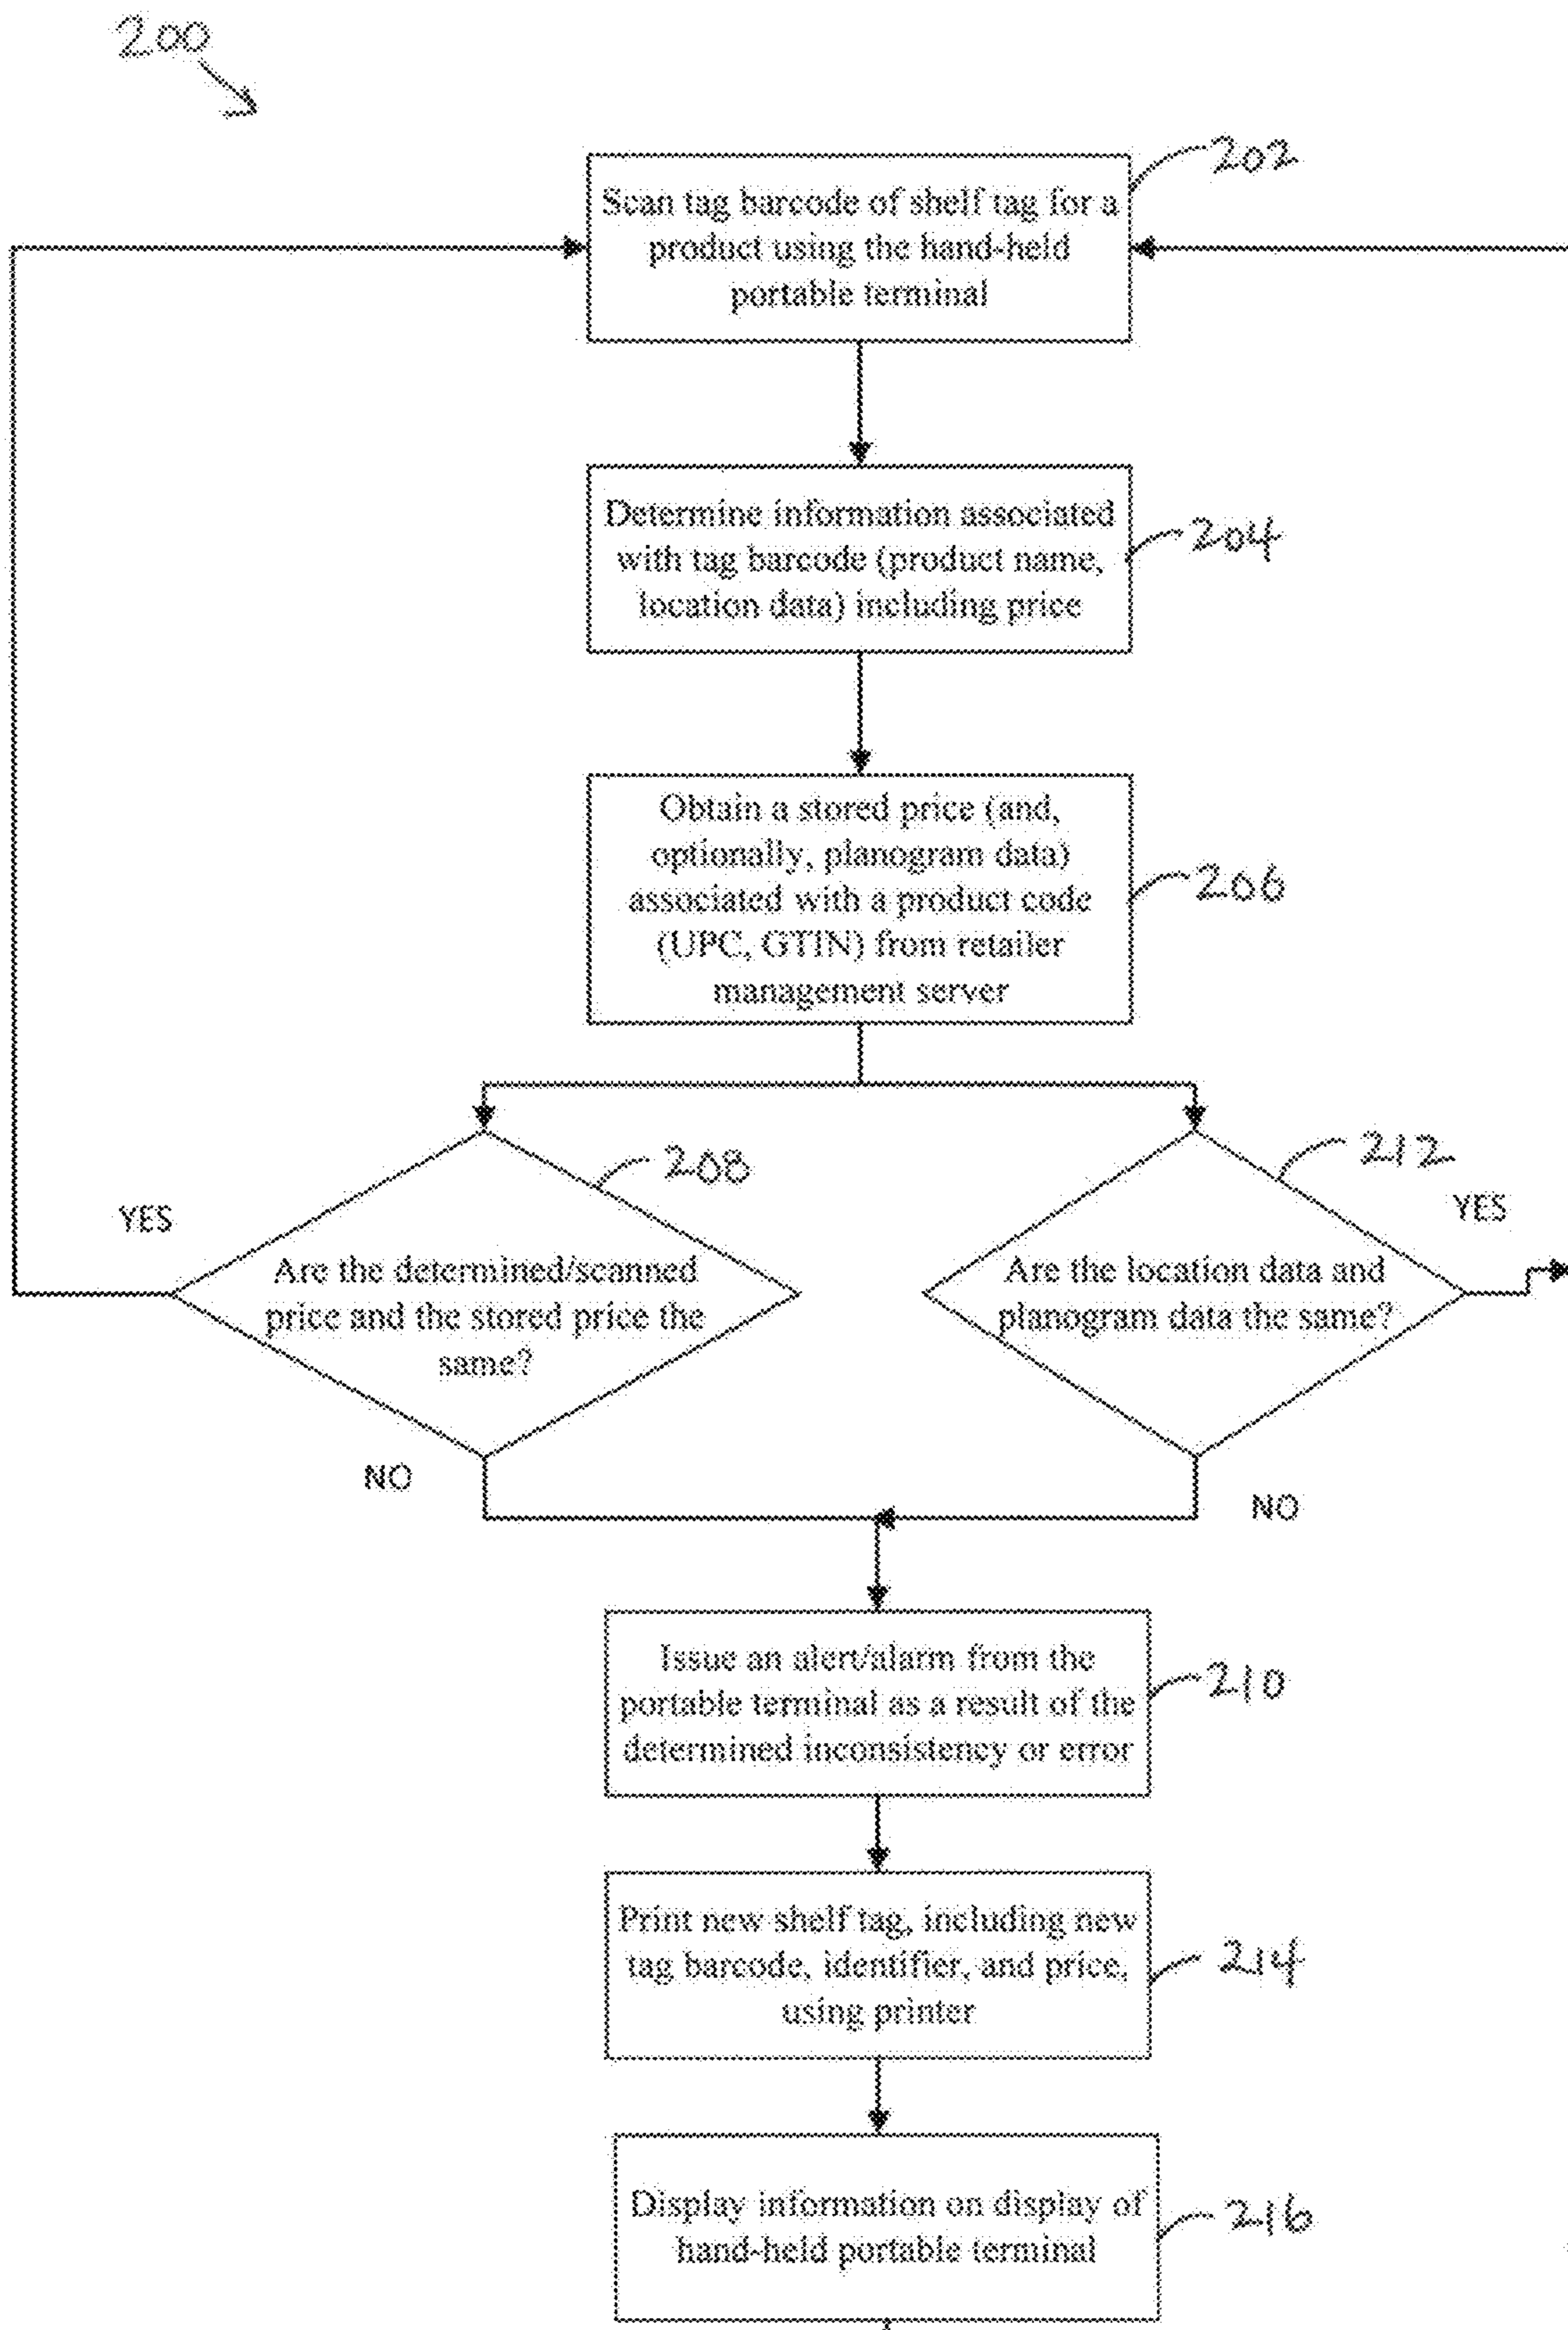 200
202
Scan tag barcode of shelf tag for a
product using the hand-held
portable terminal
Determine information associated
with tag barcode (product name,
location data) including price
204
Obtain a stored price (and,
optionally, planogram data)
associated with a product code
(UPC, GTIN) from retailer
management server
206
208
212
YES
YES
Are the determined/scanned
price and the stored price the
same?
Are the location data and
planogram data the same?
NO
NO
Issue an alert/alarm from the
portable terminal as a result of the
determined inconsistency or error
210
Print new shelf tag, including new
tag barcode, identifier, and price,
using printer
214
Display information on display of
hand-held portable terminal
216